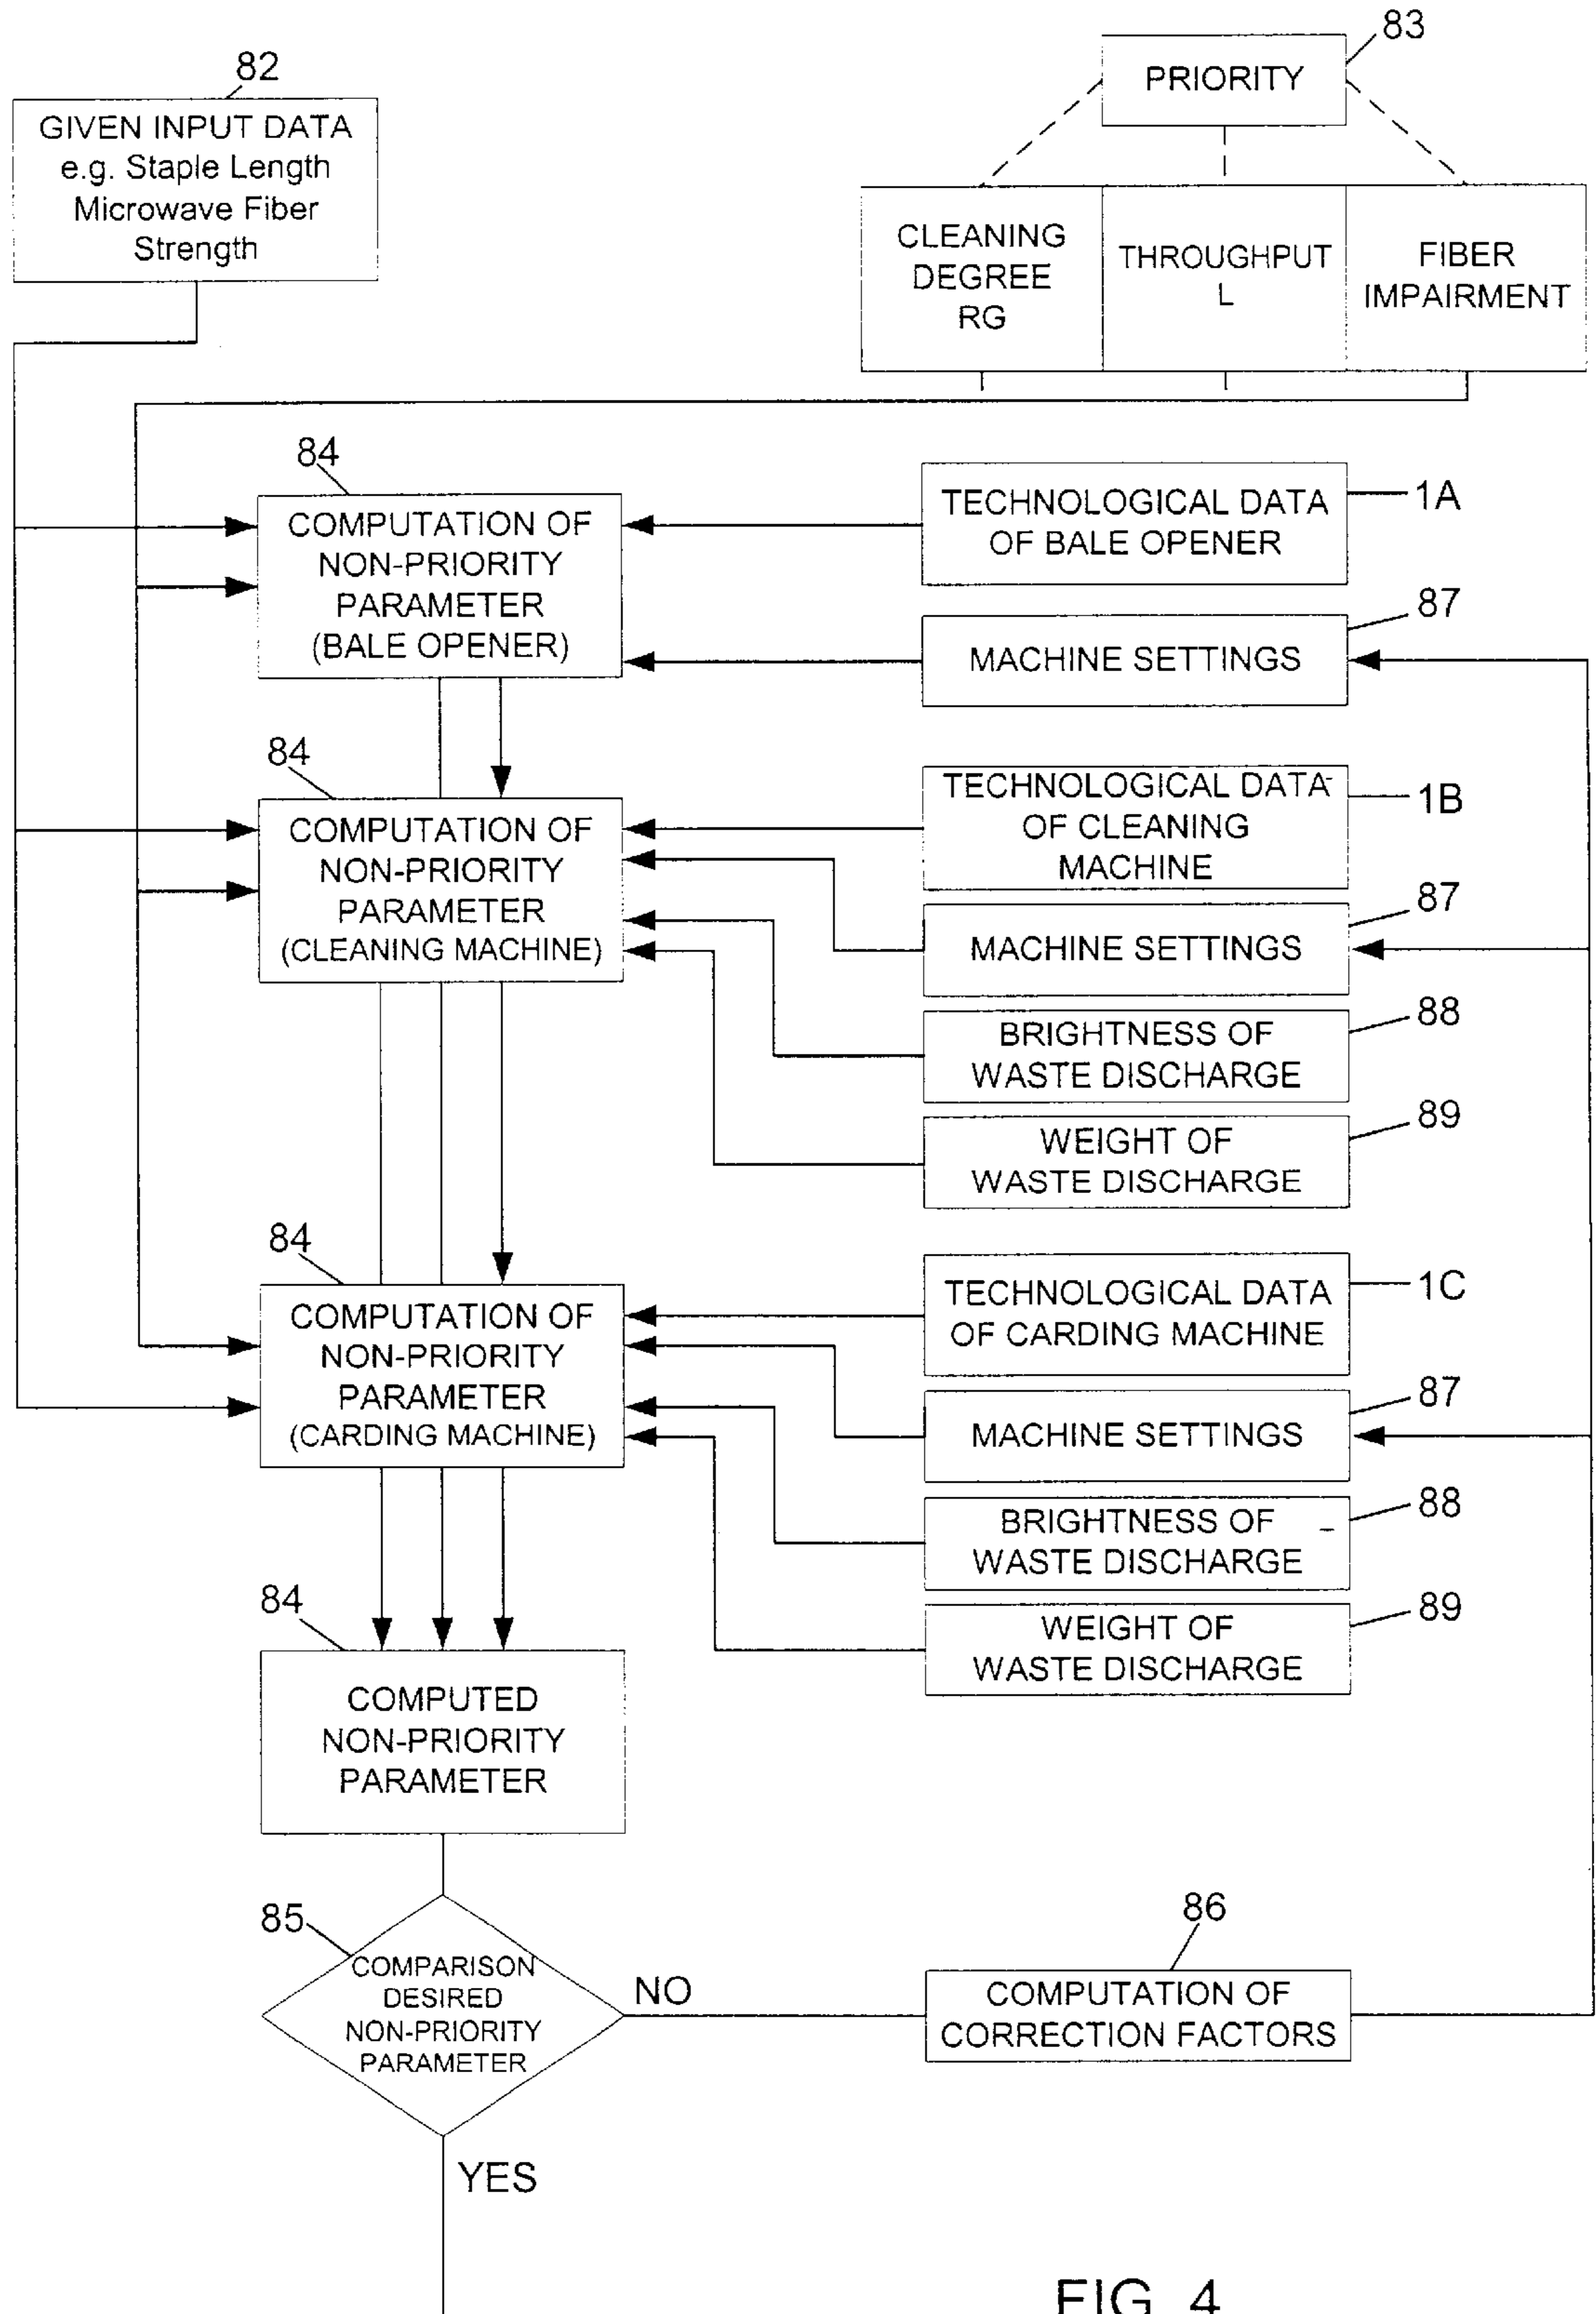 83
PRIORITY
82
GIVEN INPUT DATA
e.g. Staple Length
Microwave Fiber
Strength
CLEANING
DEGREE
RG
THROUGHPUT
L
FIBER
IMPAIRMENT
84
COMPUTATION OF
NON-PRIORITY
PARAMETER
(BALE OPENER)
TECHNOLOGICAL DATA
OF BALE OPENER
1A
87
MACHINE SETTINGS
84
COMPUTATION OF
NON-PRIORITY
PARAMETER
(CLEANING MACHINE)
TECHNOLOGICAL DATA
OF CLEANING
MACHINE
1B
87
MACHINE SETTINGS
88
BRIGHTNESS OF
WASTE DISCHARGE
89
WEIGHT OF
WASTE DISCHARGE
84
COMPUTATION OF
NON-PRIORITY
PARAMETER
(CARDING MACHINE)
TECHNOLOGICAL DATA
OF CARDING MACHINE
1C
87
MACHINE SETTINGS
88
BRIGHTNESS OF
WASTE DISCHARGE
89
WEIGHT OF
WASTE DISCHARGE
84
COMPUTED
NON-PRIORITY
PARAMETER
85
COMPARISON
DESIRED
NON-PRIORITY
PARAMETER
NO
86
COMPUTATION OF
CORRECTION FACTORS
YES
FIG. 4